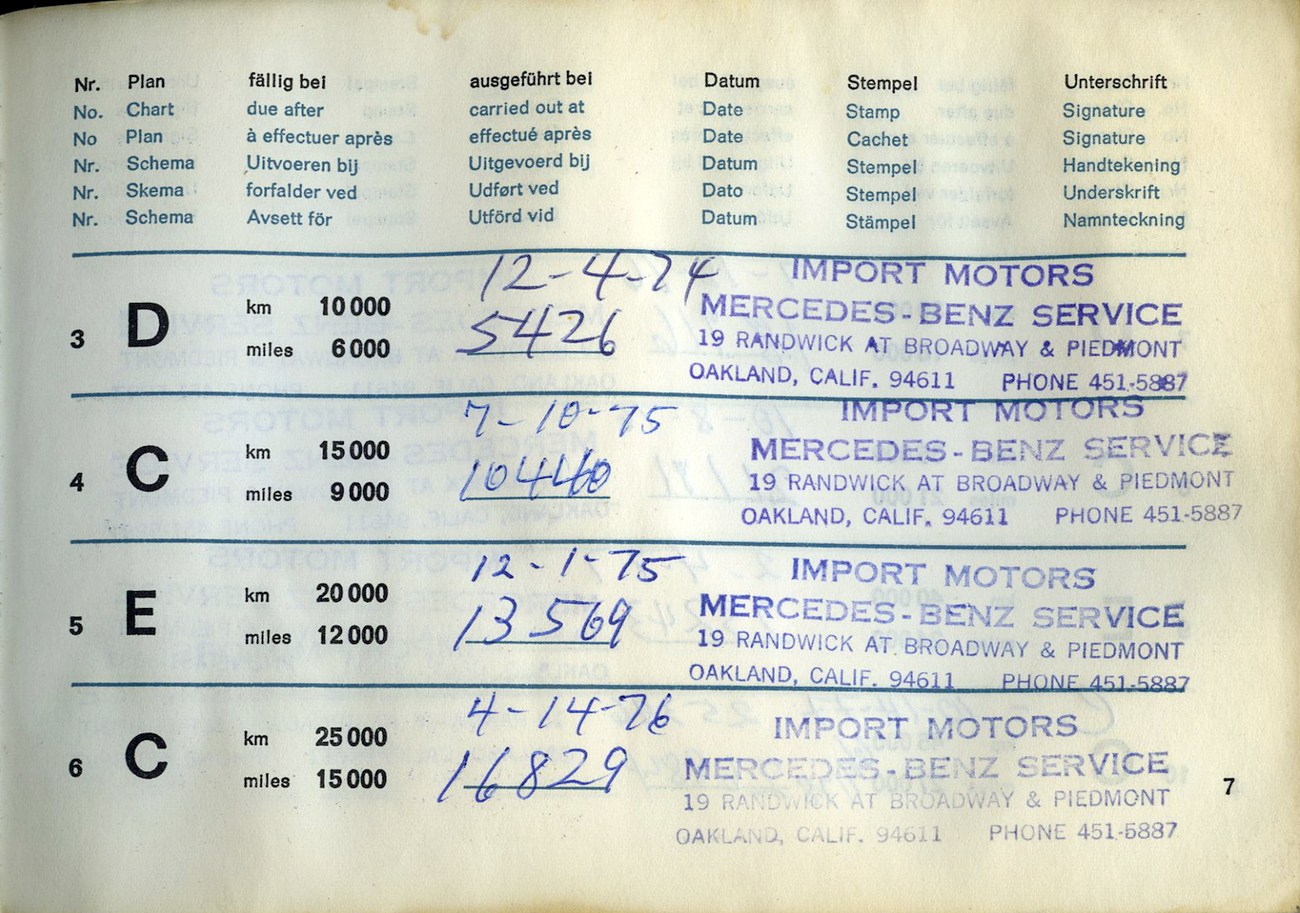 Nr. Plan fällig bei ausgeführt bei Datum Stempel Unterschrift
No. Chart due after carried out at Date Stamp Signature
No Plan à effectuer après effectué après Date Cachet Signature
Nr. Schema Uitvoeren bij Uitgevoerd bij Datum Stempel Handtekening
Nr. Skema forfalder ved Udført ved Dato Stempel Underskrift
Nr. Schema Avsett för Utförd vid Datum Stämpel Namnteckning
12-4-74 IMPORT MOTORS
3 D km 10 000 MERCEDES-BENZ SERVICE
miles 6 000 5426 19 RANDWICK AT BROADWAY & PIEDMONT
OAKLAND, CALIF. 94611 PHONE 451-5887
7-10-75 IMPORT MOTORS
4 C km 15 000 MERCEDES-BENZ SERVICE
miles 9 000 10440 19 RANDWICK AT BROADWAY & PIEDMONT
OAKLAND, CALIF. 94611 PHONE 451-5887
12-1-75 IMPORT MOTORS
5 E km 20 000 MERCEDES-BENZ SERVICE
miles 12 000 13569 19 RANDWICK AT BROADWAY & PIEDMONT
OAKLAND, CALIF. 94611 PHONE 451-5887
4-14-76 IMPORT MOTORS
6 C km 25 000 MERCEDES-BENZ SERVICE
miles 15 000 16829 19 RANDWICK AT BROADWAY & PIEDMONT
OAKLAND, CALIF. 94611 PHONE 451-5887
7